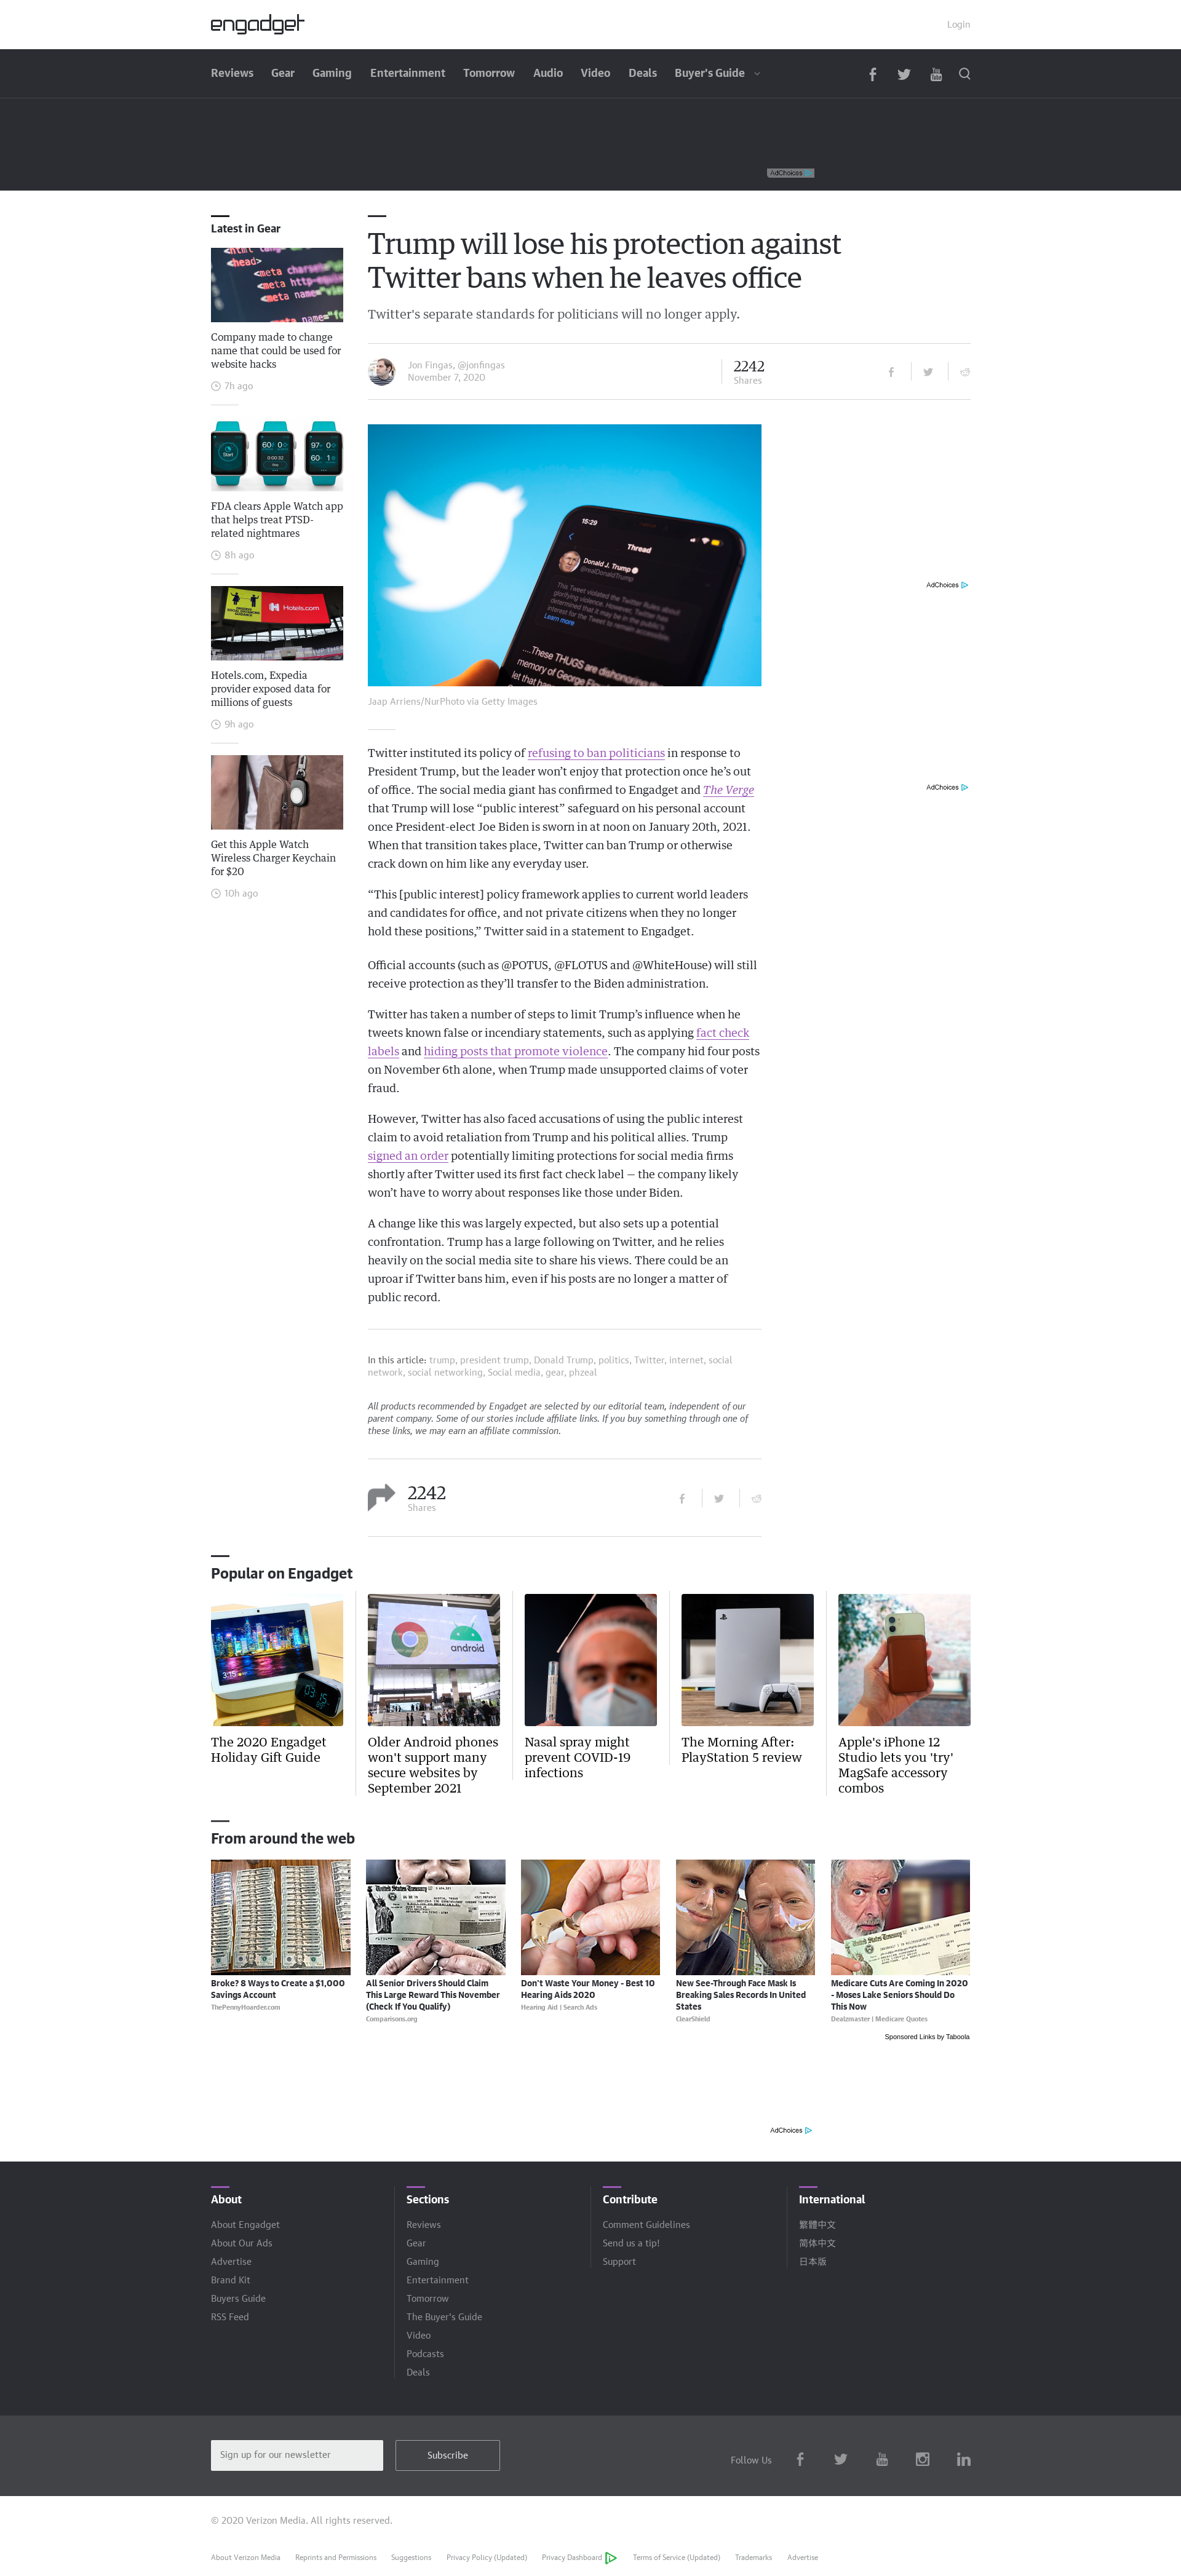 engadget
Login
Reviews Gear Gaming Entertainment Tomorrow Audio Video Deals Buyer's Guide
AdChoices
Latest in Gear
Company made to change
name that could be used for
website hacks
7h ago
FDA clears Apple Watch app
that helps treat PTSD-
related nightmares
8h ago
Hotels.com
Hotels.com, Expedia
provider exposed data for
millions of guests
9h ago
Get this Apple Watch
Wireless Charger Keychain
for $20
10h ago
Trump will lose his protection against
Twitter bans when he leaves office
Twitter's separate standards for politicians will no longer apply.
Jon Fingas, @jonfingas
November 7, 2020
2242
Shares
15:29
Thread
Donald J. Trump
@realDonaldTrump
This Tweet violated the Twitter Rules
Learn more
....These THUGS are dishonoring
Jaap Arriens/NurPhoto via Getty Images
AdChoices
AdChoices
Twitter instituted its policy of refusing to ban politicians in response to
President Trump, but the leader won’t enjoy that protection once he’s out
of office. The social media giant has confirmed to Engadget and The Verge
that Trump will lose “public interest” safeguard on his personal account
once President-elect Joe Biden is sworn in at noon on January 20th, 2021.
When that transition takes place, Twitter can ban Trump or otherwise
crack down on him like any everyday user.
“This [public interest] policy framework applies to current world leaders
and candidates for office, and not private citizens when they no longer
hold these positions,” Twitter said in a statement to Engadget.
Official accounts (such as @POTUS, @FLOTUS and @WhiteHouse) will still
receive protection as they’ll transfer to the Biden administration.
Twitter has taken a number of steps to limit Trump’s influence when he
tweets known false or incendiary statements, such as applying fact check
labels and hiding posts that promote violence. The company hid four posts
on November 6th alone, when Trump made unsupported claims of voter
fraud.
However, Twitter has also faced accusations of using the public interest
claim to avoid retaliation from Trump and his political allies. Trump
signed an order potentially limiting protections for social media firms
shortly after Twitter used its first fact check label — the company likely
won’t have to worry about responses like those under Biden.
A change like this was largely expected, but also sets up a potential
confrontation. Trump has a large following on Twitter, and he relies
heavily on the social media site to share his views. There could be an
uproar if Twitter bans him, even if his posts are no longer a matter of
public record.
In this article: trump, president trump, Donald Trump, politics, Twitter, internet, social
network, social networking, Social media, gear, phzeal
All products recommended by Engadget are selected by our editorial team, independent of our
parent company. Some of our stories include affiliate links. If you buy something through one of
these links, we may earn an affiliate commission.
2242
Shares
Popular on Engadget
android
The 2020 Engadget
Holiday Gift Guide
Older Android phones
won't support many
secure websites by
September 2021
Nasal spray might
prevent COVID-19
infections
The Morning After:
PlayStation 5 review
Apple's iPhone 12
Studio lets you 'try'
MagSafe accessory
combos
From around the web
Broke? 8 Ways to Create a $1,000
Savings Account
ThePennyHoarder.com
All Senior Drivers Should Claim
This Large Reward This November
(Check If You Qualify)
Comparisons.org
Don't Waste Your Money - Best 10
Hearing Aids 2020
Hearing Aid | Search Ads
New See-Through Face Mask Is
Breaking Sales Records In United
States
ClearShield
Medicare Cuts Are Coming In 2020
- Moses Lake Seniors Should Do
This Now
Dealzmaster | Medicare Quotes
Sponsored Links by Taboola
AdChoices
About
About Engadget
About Our Ads
Advertise
Brand Kit
Buyers Guide
RSS Feed
Sections
Reviews
Gear
Gaming
Entertainment
Tomorrow
The Buyer's Guide
Video
Podcasts
Deals
Contribute
Comment Guidelines
Send us a tip!
Support
International
繁體中文
简体中文
日本版
Sign up for our newsletter
Subscribe
Follow Us
© 2020 Verizon Media. All rights reserved.
About Verizon Media Reprints and Permissions Suggestions Privacy Policy (Updated) Privacy Dashboard Terms of Service (Updated) Trademarks Advertise